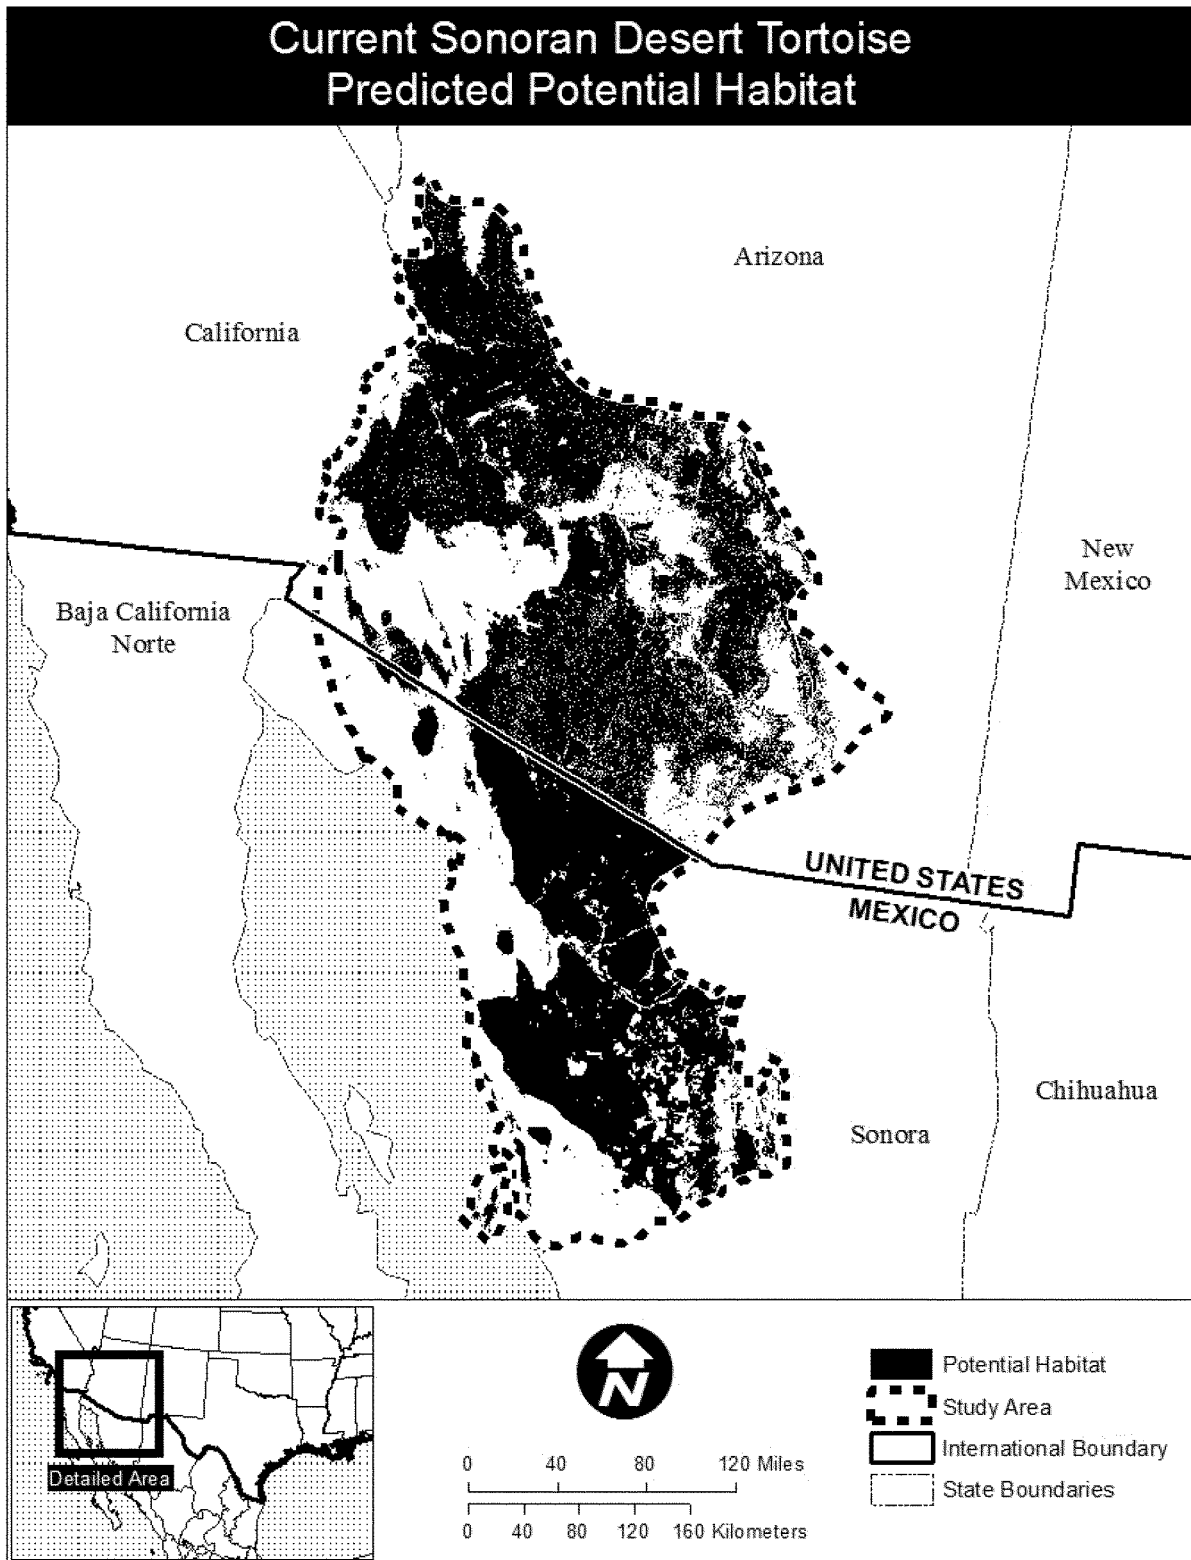 Current Sonoran Desert Tortoise
Predicted Potential Habitat
Arizona
California
New
Mexico
Baja California
Norte
UNITED STATES
MEXICO
Chihuahua
Sonora
Detailed Area
N
0 40 80 120 Miles
0 40 80 120 160 Kilometers
Potential Habitat
Study Area
International Boundary
State Boundaries